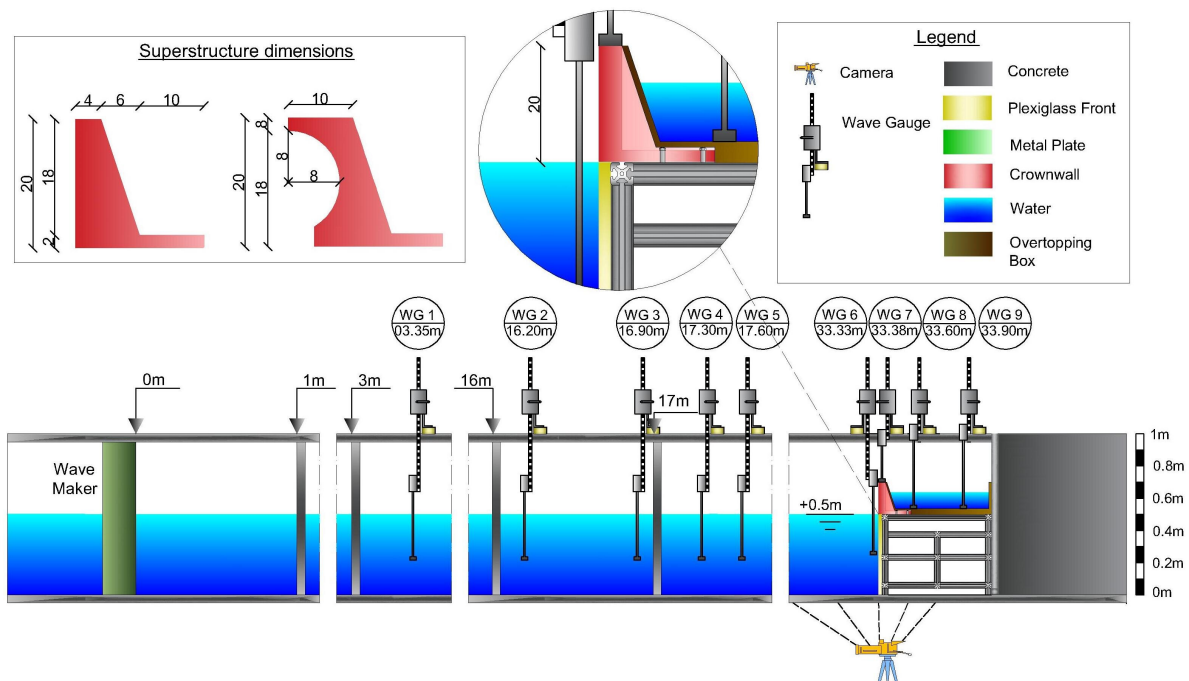 Superstructure dimensions
4
6
10
20
18
2
10
8
8
8
20
18
20
Legend
Camera
Wave Gauge
Concrete
Plexiglass Front
Metal Plate
Crownwall
Water
Overtopping
Box
WG 1
03.35m
WG 2
16.20m
WG 3
16.90m
WG 4
17.30m
WG 5
17.60m
WG 6
33.33m
WG 7
33.38m
WG 8
33.60m
WG 9
33.90m
0m
1m
3m
16m
17m
Wave
Maker
+0.5m
1m
0.8m
0.6m
0.4m
0.2m
0m